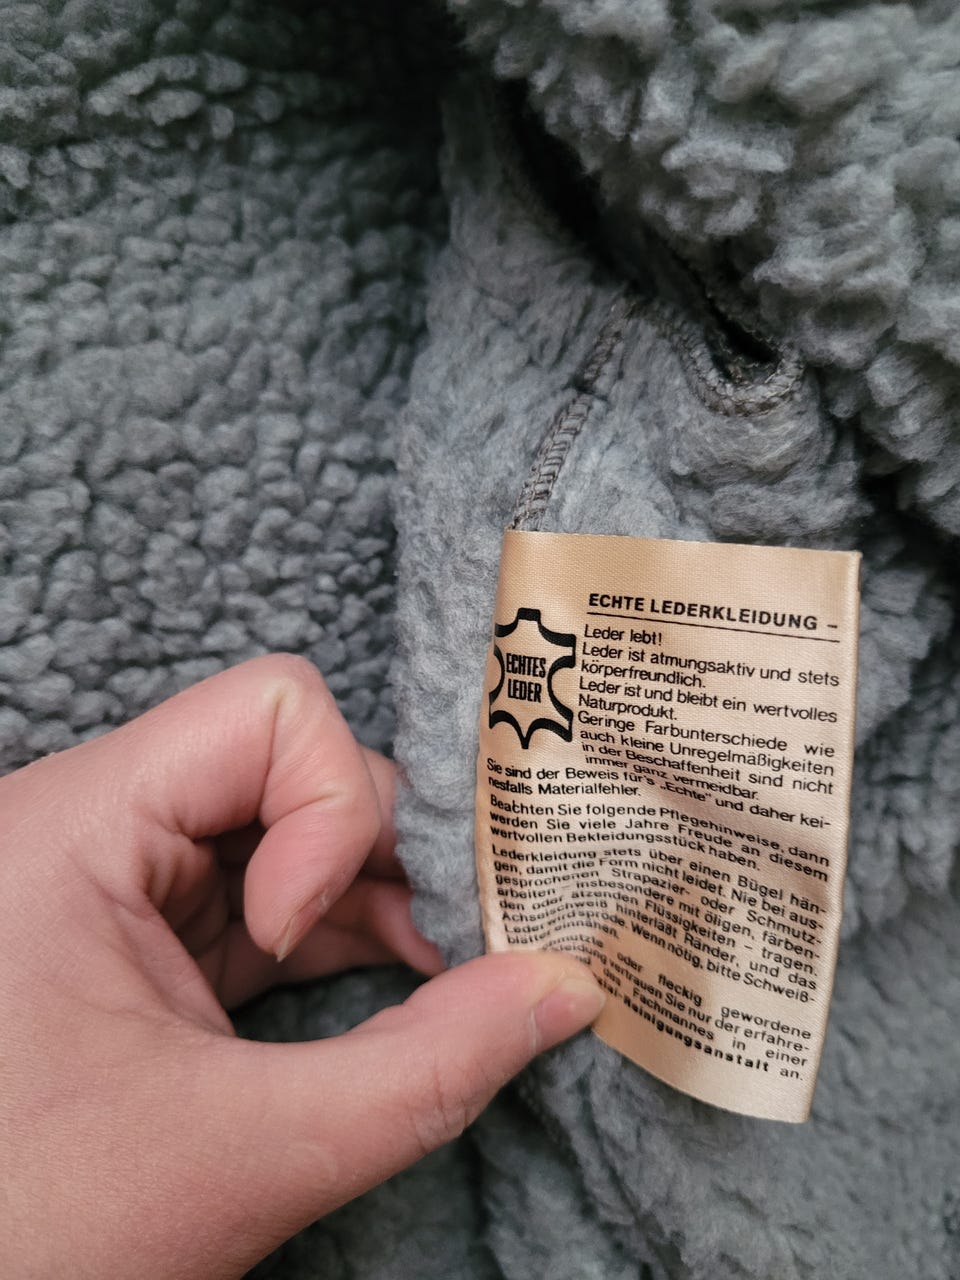 ECHTE LEDERKLEIDUNG –
ECHTES
LEDER
Leder lebt!
Leder ist atmungsaktiv und stets
körperfreundlich.
Leder ist und bleibt ein wertvolles
Naturprodukt.
Geringe Farbunterschiede wie
auch kleine Unregelmäßigkeiten
in der Beschaffenheit sind nicht
immer ganz vermeidbar.
Sie sind der Beweis für's „Echte" und daher kei-
nesfalls Materialfehler.
Beachten Sie folgende Pflegehinweise, dann
werden Sie viele Jahre Freude an diesem
wertvollen Bekleidungsstück haben.
Lederkleidung stets über einen Bügel hän-
gen, damit die Form nicht leidet. Nie bei aus-
gesprochenen Strapazier- oder Schmutz-
arbeiten – insbesondere mit öligen, färben-
den oder ätzenden Flüssigkeiten – tragen.
Achselschweiß hinterläßt Ränder, und das
Leder wird spröde. Wenn nötig, bitte Schweiß-
blätter einnähen.
oder fleckig gewordene
vertrauen Sie nur der erfahre-
des Fachmannes in einer
-Reinigungsanstalt an.